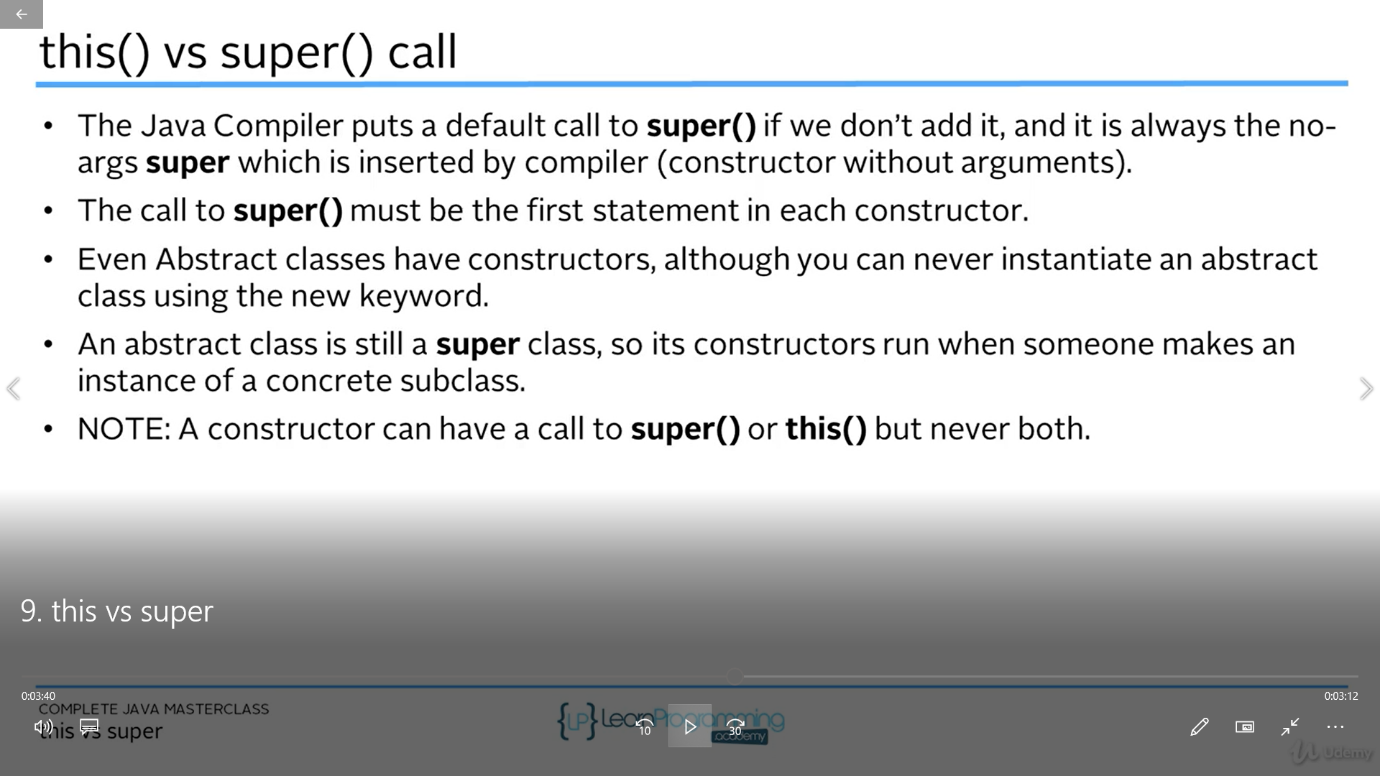 this() vs super() call
• The Java Compiler puts a default call to super() if we don't add it, and it is always the no-
args super which is inserted by compiler (constructor without arguments).
• The call to super() must be the first statement in each constructor.
• Even Abstract classes have constructors, although you can never instantiate an abstract
class using the new keyword.
• An abstract class is still a super class, so its constructors run when someone makes an
instance of a concrete subclass.
• NOTE: A constructor can have a call to super() or this() but never both.
9. this vs super
0:03:40
0:03:12
COMPLETE JAVA MASTERCLASS
this vs super
{LP} LearnProgramming
academy
10
30
Udemy